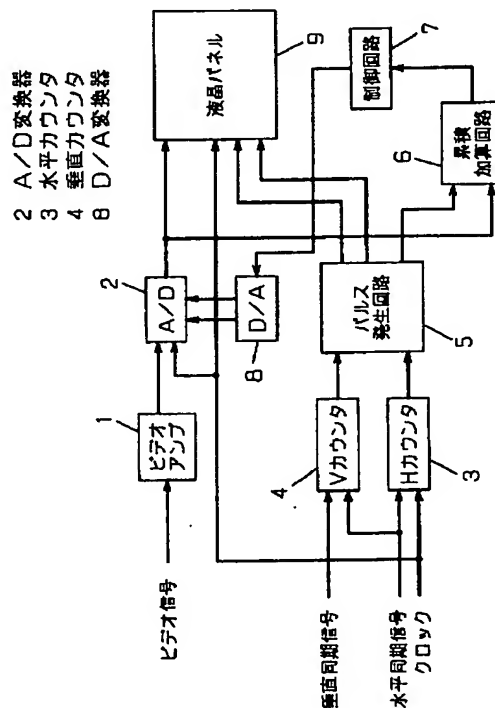 2 A/D変換器
3 水平カウンタ
4 垂直カウンタ
8 D/A変換器
1
ビデオ
アンプ
ビデオ信号
2
A/D
D/A
8
液晶パネル
9
制御回路
7
累積
加算回路
6
パルス
発生回路
5
4
Vカウンタ
Hカウンタ
3
垂直同期信号
水平同期信号
クロック